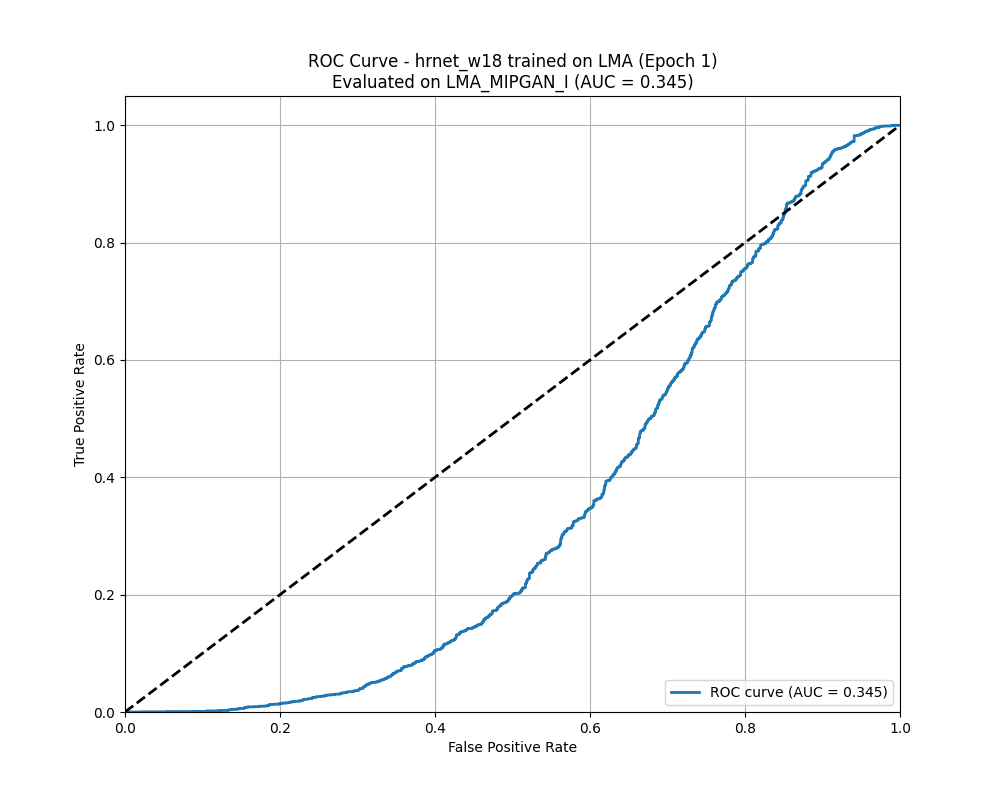 ROC Curve - hrnet_w18 trained on LMA (Epoch 1)
Evaluated on LMA_MIPGAN_I (AUC = 0.345)
True Positive Rate
1.0
0.8
0.6
0.4
0.2
0.0
0.0 0.2 0.4 0.6 0.8 1.0
False Positive Rate
ROC curve (AUC = 0.345)